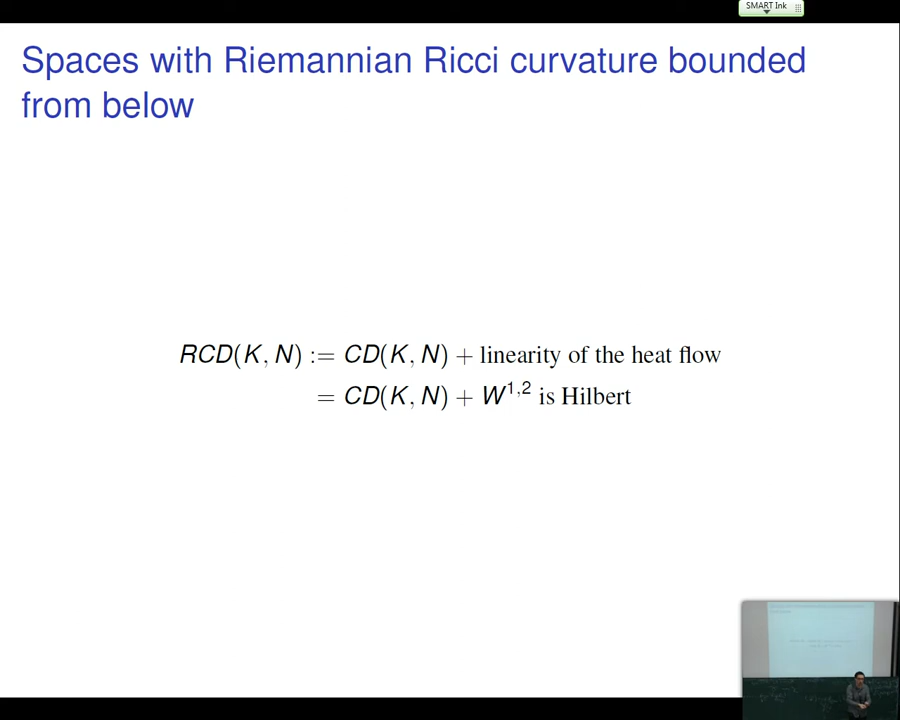 SMART Ink
Spaces with Riemannian Ricci curvature bounded
from below
RCD(K, N) := CD(K, N) + linearity of the heat flow
= CD(K, N) + W^{1,2} is Hilbert